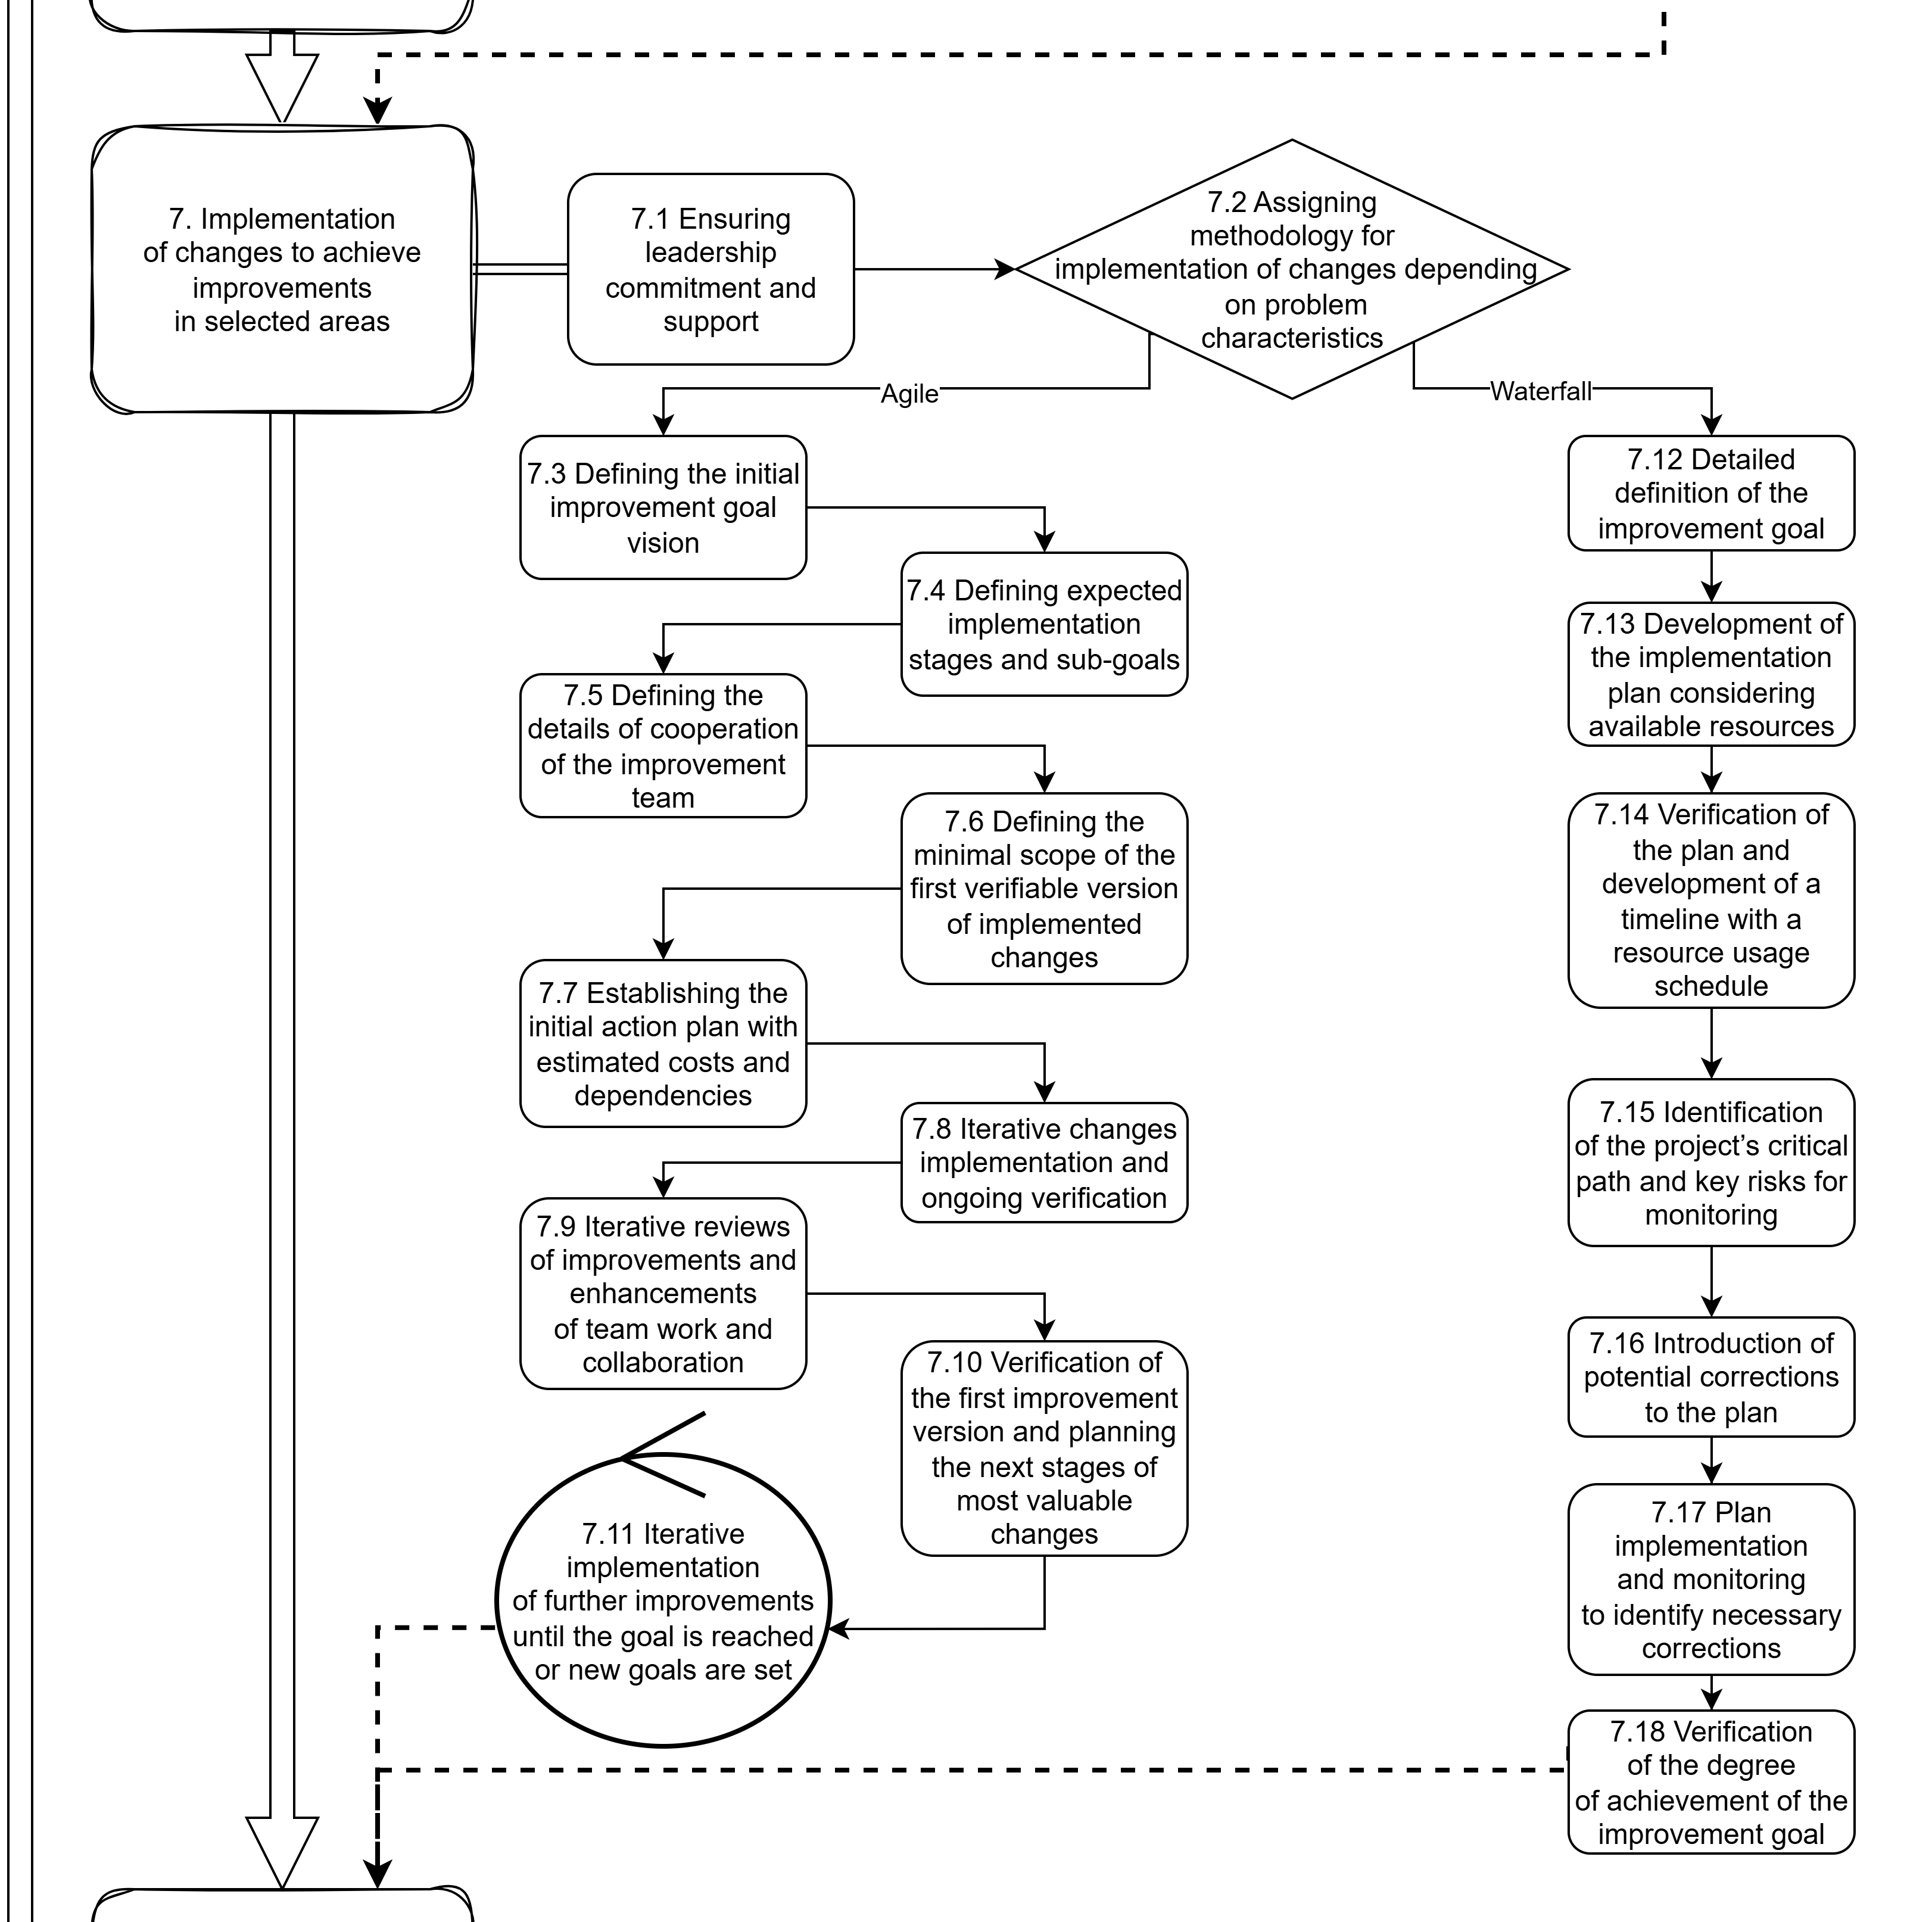 7. Implementation
of changes to achieve
improvements
in selected areas
7.1 Ensuring
leadership
commitment and
support
7.2 Assigning
methodology for
implementation of changes depending
on problem
characteristics
Agile
Waterfall
7.3 Defining the initial
improvement goal
vision
7.4 Defining expected
implementation
stages and sub-goals
7.5 Defining the
details of cooperation
of the improvement
team
7.6 Defining the
minimal scope of the
first verifiable version
of implemented
changes
7.7 Establishing the
initial action plan with
estimated costs and
dependencies
7.8 Iterative changes
implementation and
ongoing verification
7.9 Iterative reviews
of improvements and
enhancements
of team work and
collaboration
7.10 Verification of
the first improvement
version and planning
the next stages of
most valuable
changes
7.11 Iterative
implementation
of further improvements
until the goal is reached
or new goals are set
7.12 Detailed
definition of the
improvement goal
7.13 Development of
the implementation
plan considering
available resources
7.14 Verification of
the plan and
development of a
timeline with a
resource usage
schedule
7.15 Identification
of the project’s critical
path and key risks for
monitoring
7.16 Introduction of
potential corrections
to the plan
7.17 Plan
implementation
and monitoring
to identify necessary
corrections
7.18 Verification
of the degree
of achievement of the
improvement goal